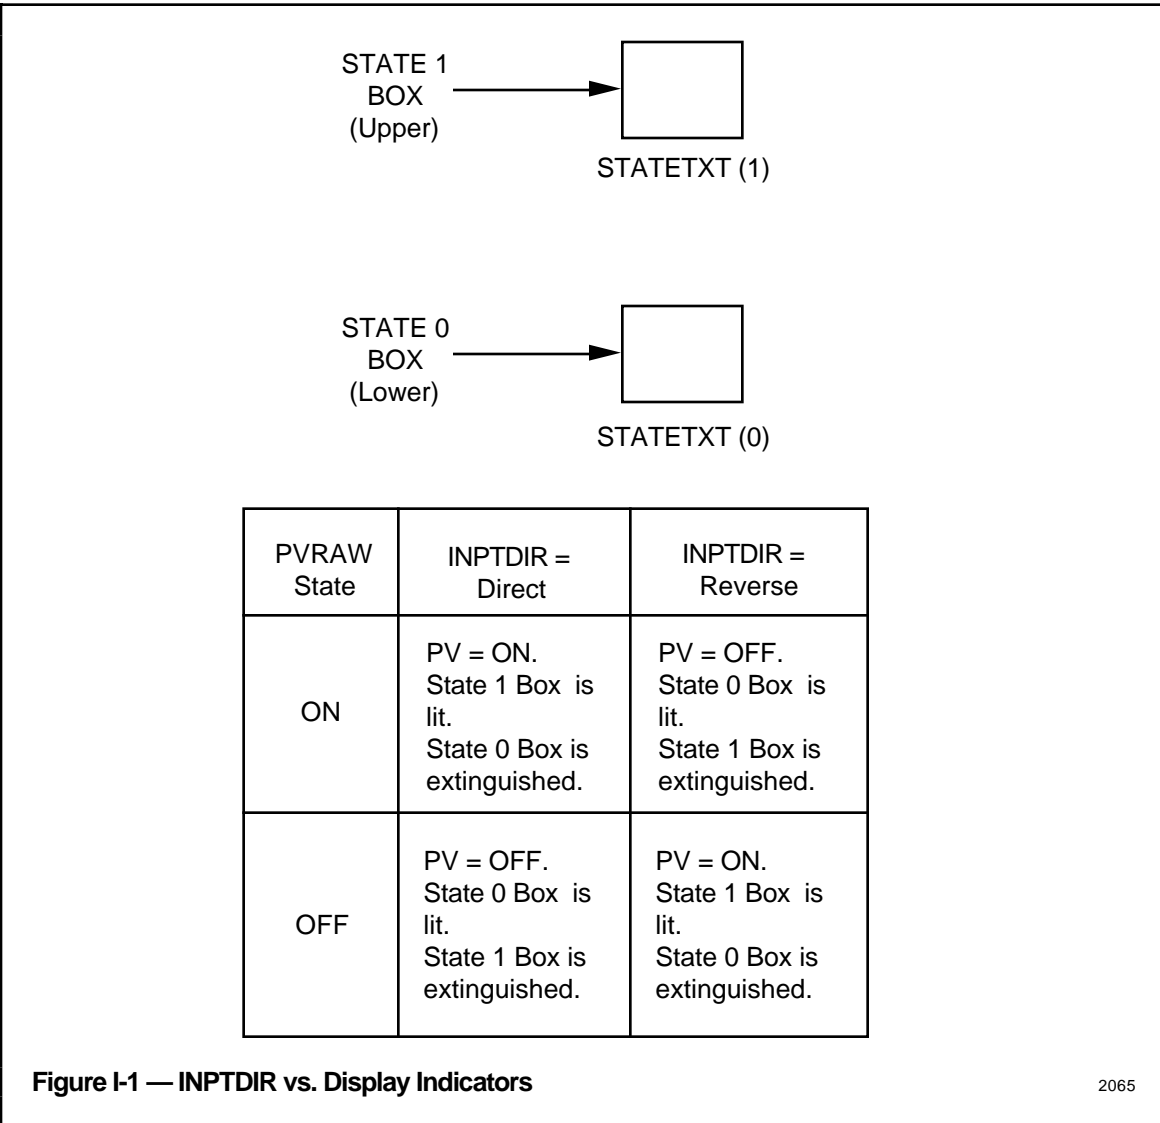 STATE 1
BOX
(Upper)
STATETXT (1)
STATE 0
BOX
(Lower)
STATETXT (0)
PVRAW
State
INPTDIR =
Direct
INPTDIR =
Reverse
ON
PV = ON.
State 1 Box is
lit.
State 0 Box is
extinguished.
PV = OFF.
State 0 Box is
lit.
State 1 Box is
extinguished.
OFF
PV = OFF.
State 0 Box is
lit.
State 1 Box is
extinguished.
PV = ON.
State 1 Box is
lit.
State 0 Box is
extinguished.
Figure I-1 — INPTDIR vs. Display Indicators
2065